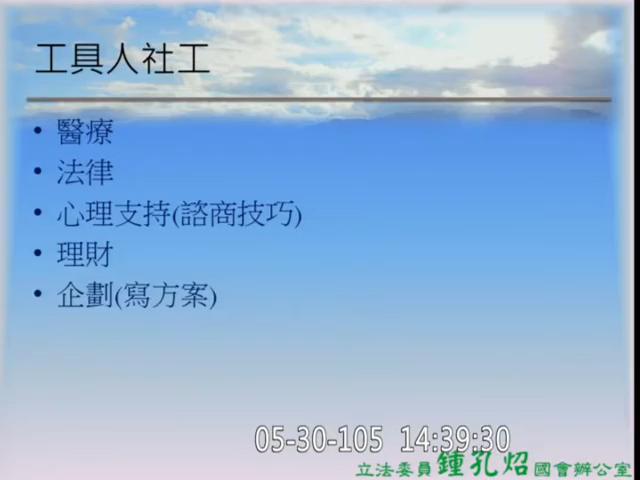 工具人社工
• 醫療
• 法律
• 心理支持(諮商技巧)
• 理財
• 企劃(寫方案)
05-30-105 14:39:30
立法委員鍾孔炤國會辦公室